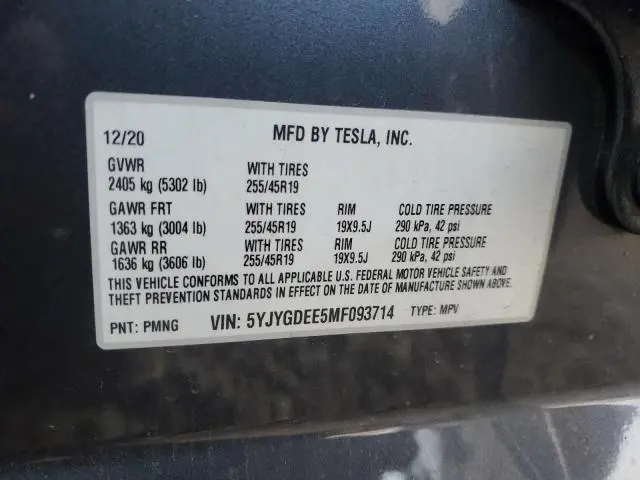 12/20 MFD BY TESLA, INC.
GVWR WITH TIRES
2405 kg (5302 lb) 255/45R19
GAWR FRT WITH TIRES RIM COLD TIRE PRESSURE
1363 kg (3004 lb) 255/45R19 19X9.5J 290 kPa, 42 psi
GAWR RR WITH TIRES RIM COLD TIRE PRESSURE
1636 kg (3606 lb) 255/45R19 19X9.5J 290 kPa, 42 psi
THIS VEHICLE CONFORMS TO ALL APPLICABLE U.S. FEDERAL MOTOR VEHICLE SAFETY AND
THEFT PREVENTION STANDARDS IN EFFECT ON THE DATE OF MANUFACTURE SHOWN ABOVE.
PNT: PMNG VIN: 5YJYGDEE5MF093714 TYPE: MPV